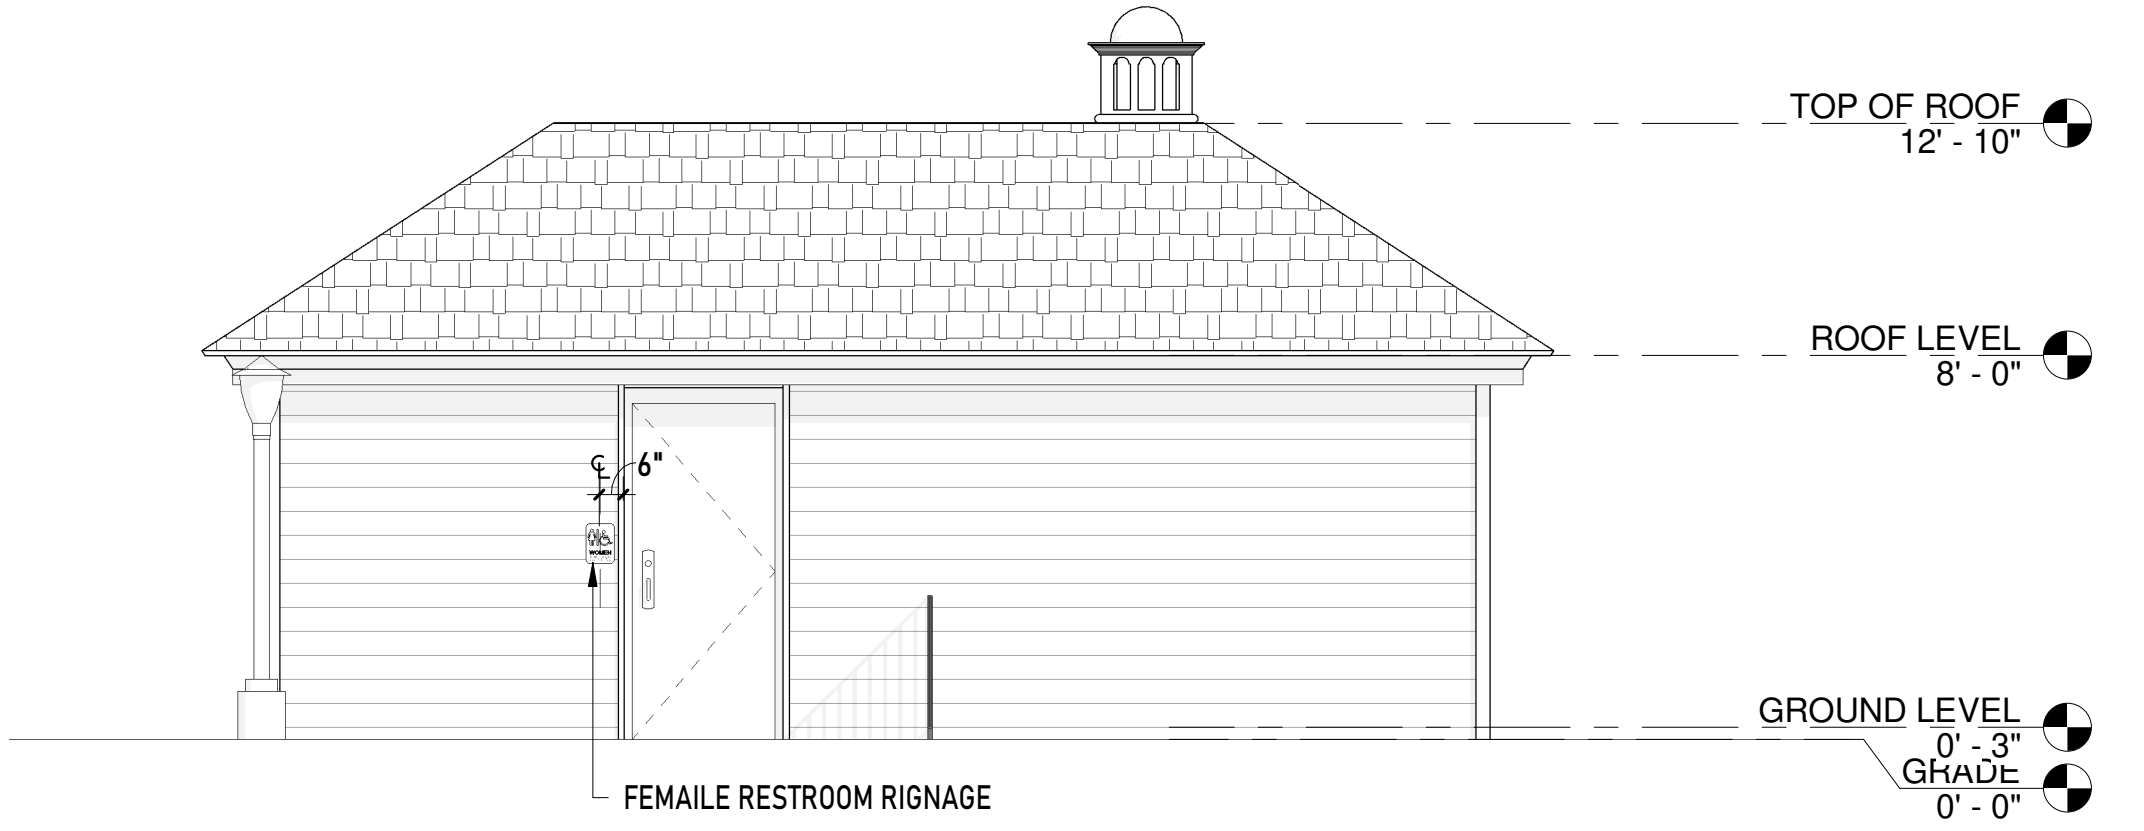 TOP OF ROOF
12' - 10"
ROOF LEVEL
8' - 0"
℄ 6"
WOMEN
GROUND LEVEL
0' - 3"
GRADE
0' - 0"
FEMAILE RESTROOM RIGNAGE